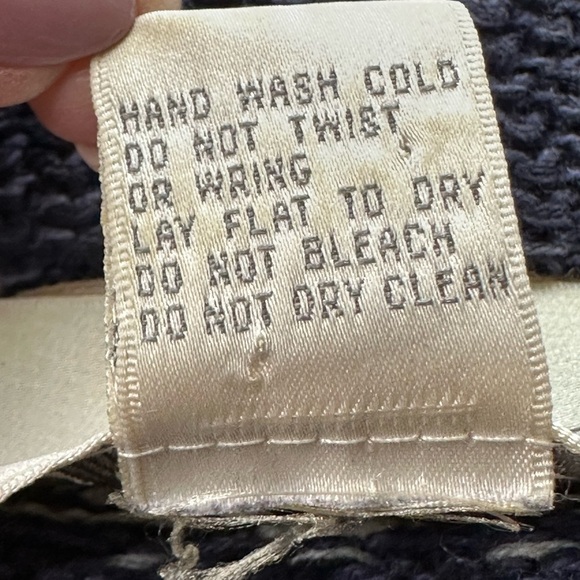 HAND WASH COLD
DO NOT TWIST
OR WRING
LAY FLAT TO DRY
DO NOT BLEACH
DO NOT DRY CLEAN